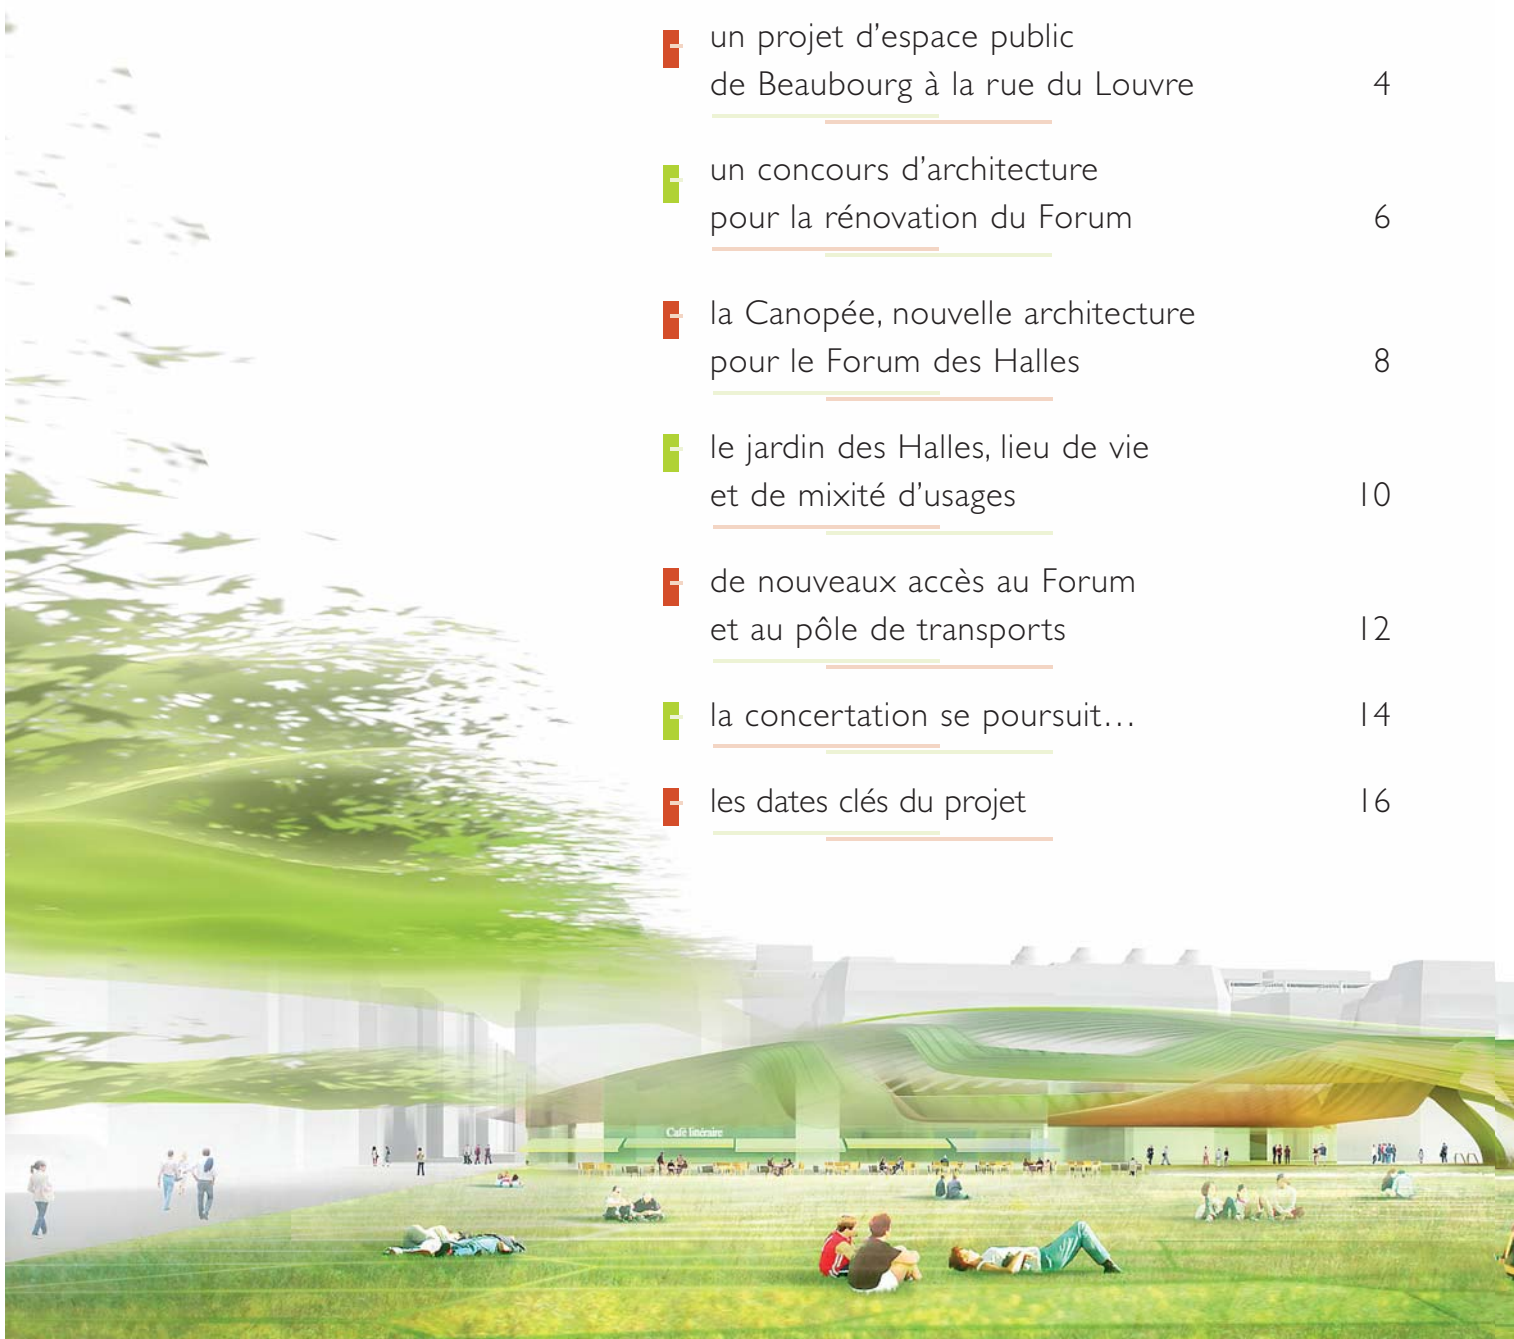 un projet d’espace public
de Beaubourg à la rue du Louvre 4
un concours d’architecture
pour la rénovation du Forum 6
la Canopée, nouvelle architecture
pour le Forum des Halles 8
le jardin des Halles, lieu de vie
et de mixité d’usages 10
de nouveaux accès au Forum
et au pôle de transports 12
la concertation se poursuit… 14
les dates clés du projet 16
Café littéraire